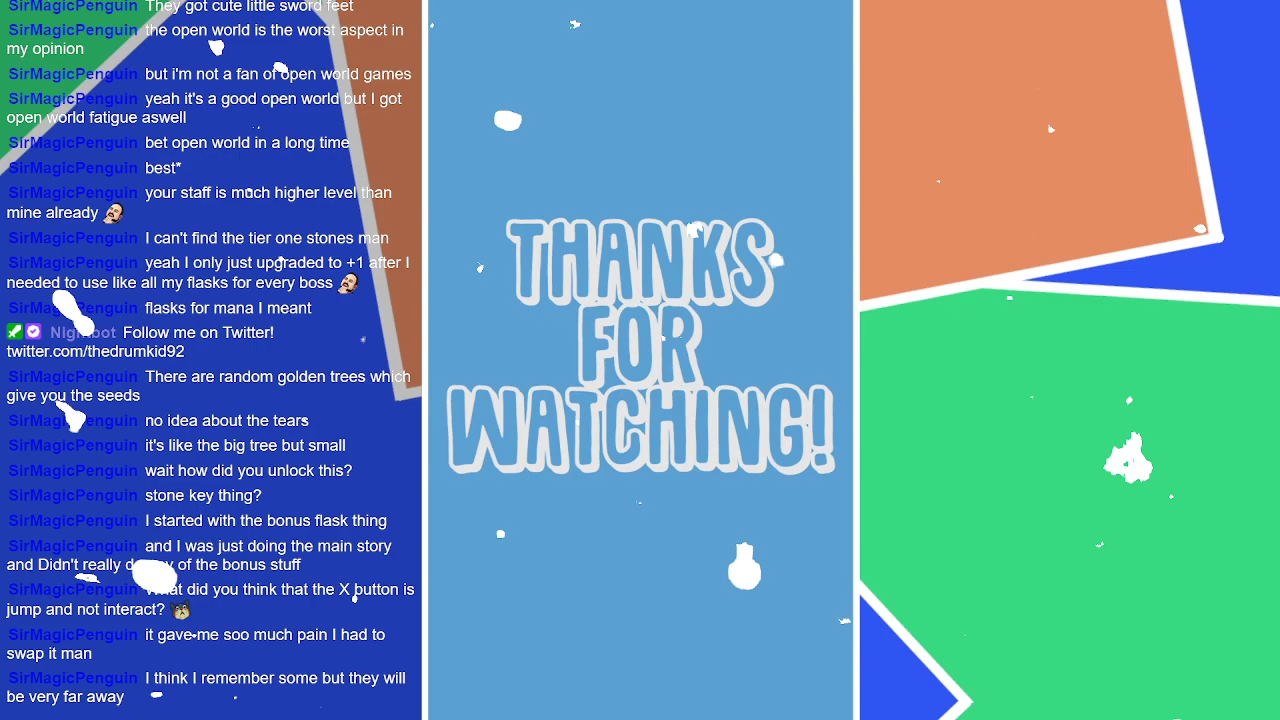 SirMagicPenguin They got cute little sword feet
SirMagicPenguin the open world is the worst aspect in
my opinion
SirMagicPenguin but i'm not a fan of open world games
SirMagicPenguin yeah it's a good open world but I got
open world fatigue aswell
SirMagicPenguin bet open world in a long time
SirMagicPenguin best*
SirMagicPenguin your staff is much higher level than
mine already
SirMagicPenguin I can't find the tier one stones man
SirMagicPenguin yeah I only just upgraded to +1 after I
needed to use like all my flasks for every boss
SirMagicPenguin flasks for mana I meant
Nightbot Follow me on Twitter!
twitter.com/thedrumkid92
SirMagicPenguin There are random golden trees which
give you the seeds
SirMagicPenguin no idea about the tears
SirMagicPenguin it's like the big tree but small
SirMagicPenguin wait how did you unlock this?
SirMagicPenguin stone key thing?
SirMagicPenguin I started with the bonus flask thing
SirMagicPenguin and I was just doing the main story
and Didn't really of the bonus stuff
SirMagicPenguin What did you think that the X button is
jump and not interact?
SirMagicPenguin it gave me soo much pain I had to
swap it man
SirMagicPenguin I think I remember some but they will
be very far away
THANKS
FOR
WATCHING!